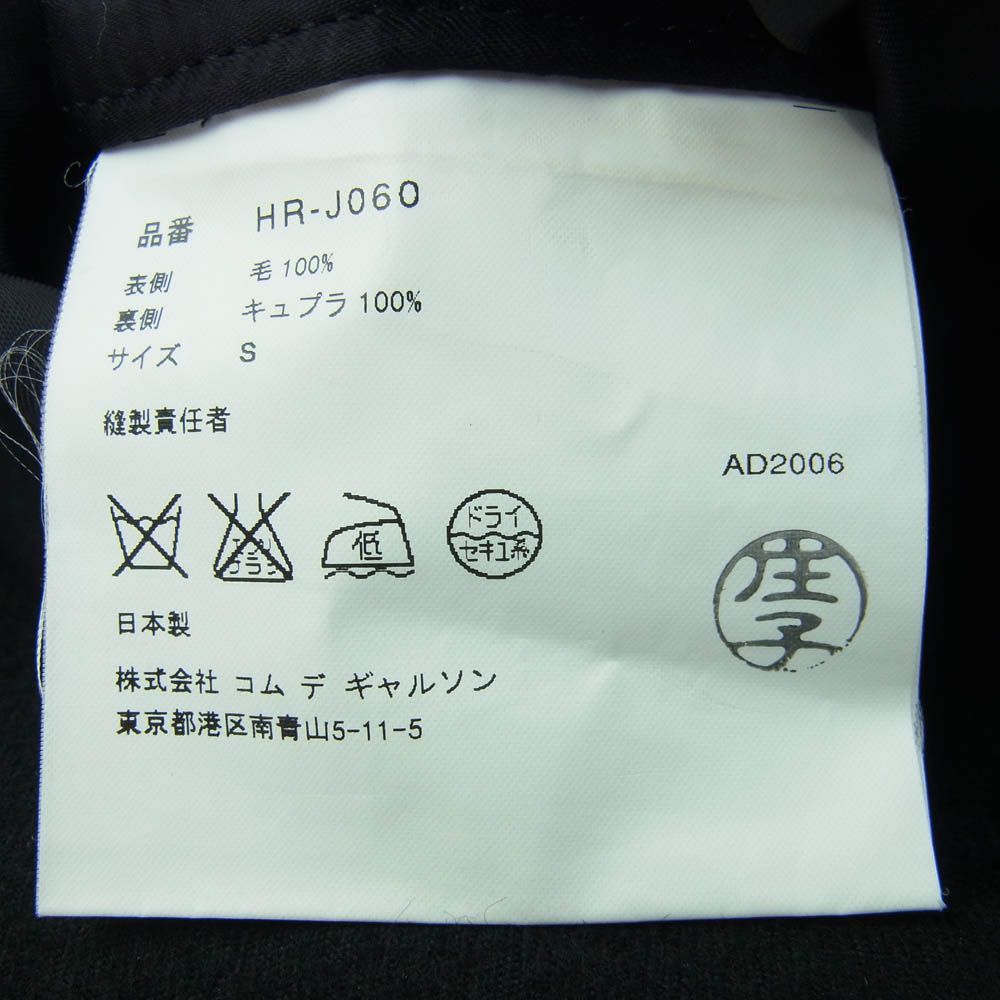 品番 HR-J060
表側 毛 100%
裏側 キュプラ 100%
サイズ S
縫製責任者
AD2006
低
ドライ
セキユ系
日本製
株式会社 コム デ ギャルソン
東京都港区南青山5-11-5